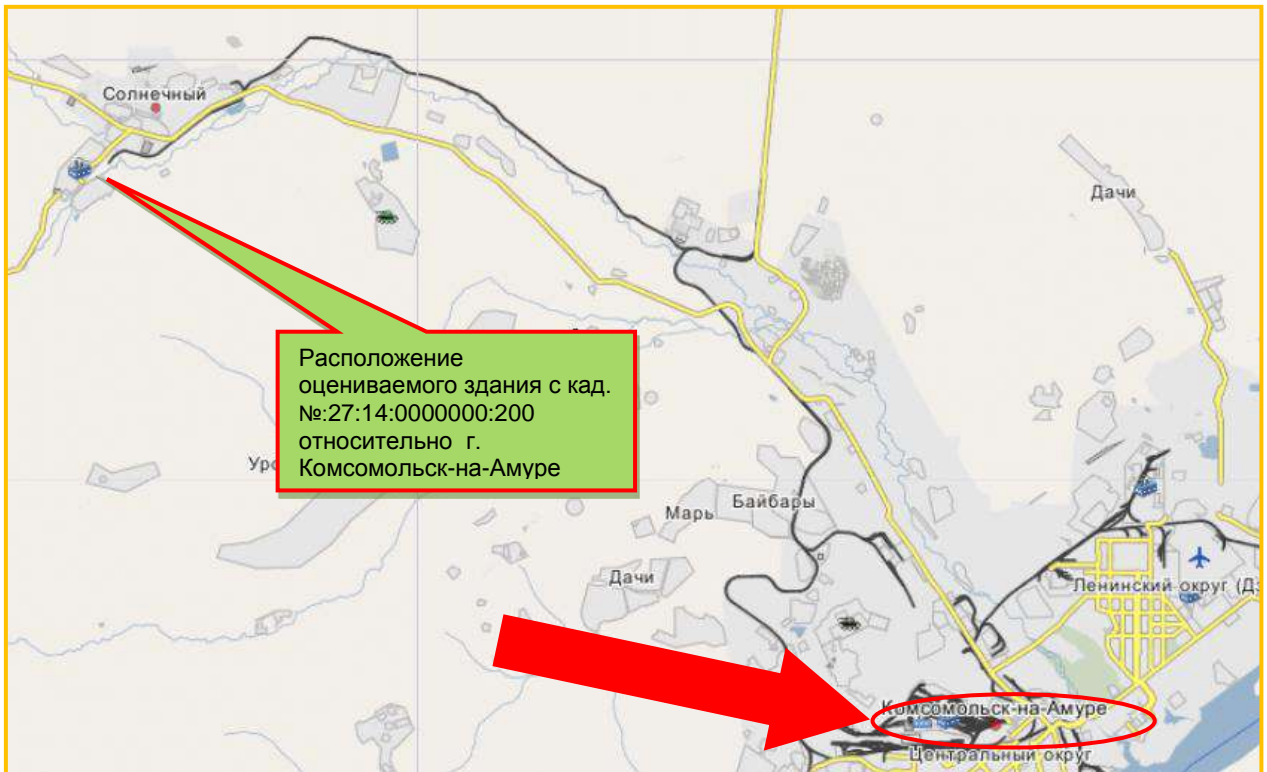 Солнечный
Дачи
Расположение
оцениваемого здания с кад.
№:27:14:0000000:200
относительно г.
Комсомольск-на-Амуре
Байбары
Марь
Дачи
Ленинский округ
Комсомольск-на-Амуре
Центральный округ